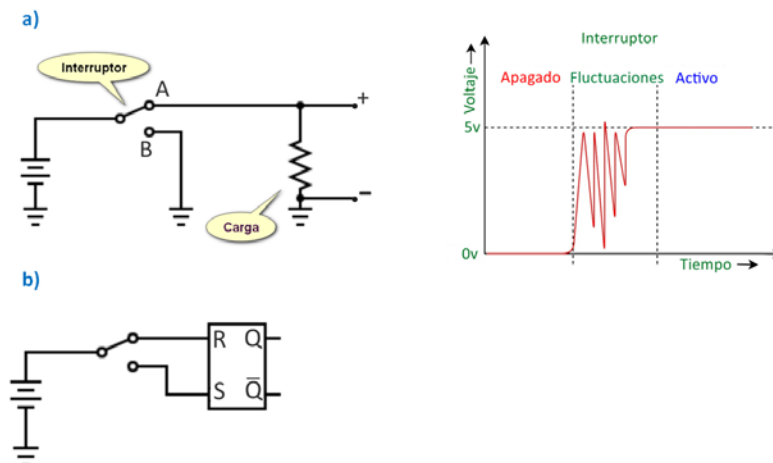 a)
Interruptor
A
+
B
-
Carga
Interruptor
Voltaje
Apagado Fluctuaciones Activo
5v
0v
Tiempo
b)
R Q
S Q̅